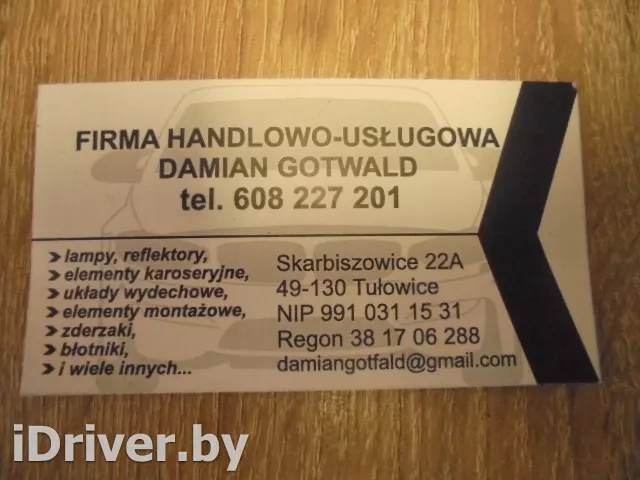 FIRMA HANDLOWO-USŁUGOWA
DAMIAN GOTWALD
tel. 608 227 201
> lampy, reflektory,
> elementy karoseryjne,
> układy wydechowe,
> elementy montażowe,
> zderzaki,
> błotniki,
> i wiele innych...
Skarbiszowice 22A
49-130 Tułowice
NIP 991 031 15 31
Regon 38 17 06 288
damiangotfald@gmail.com
iDriver.by